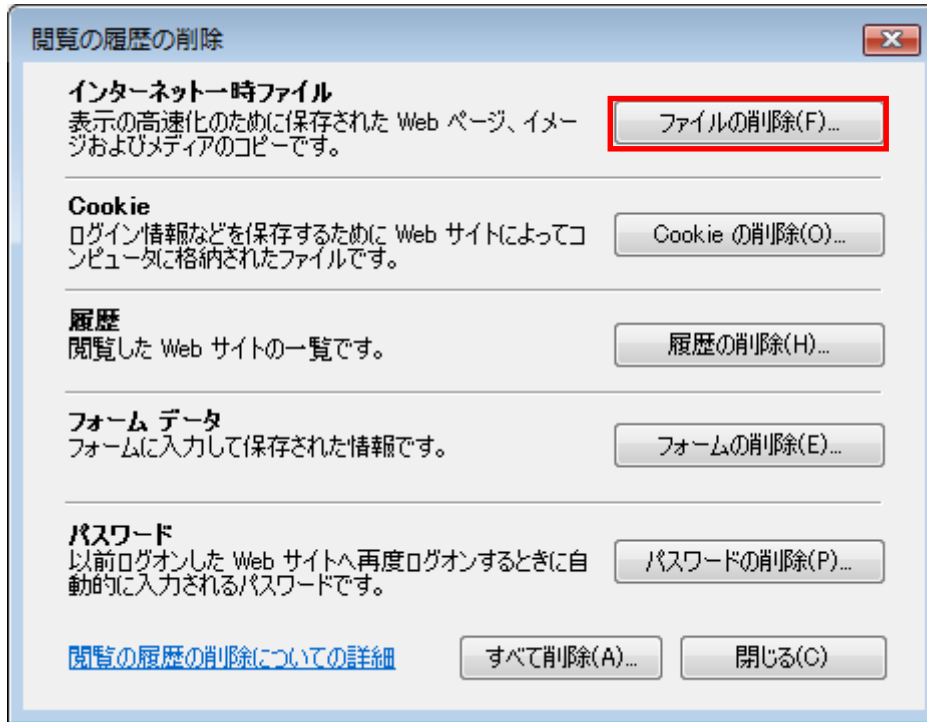 閲覧の履歴の削除
インターネット一時ファイル
表示の高速化のために保存された Web ページ、イメー
ジおよびメディアのコピーです。
ファイルの削除(F)...
Cookie
ログイン情報などを保存するために Web サイトによってコ
ンピュータに格納されたファイルです。
Cookie の削除(O)...
履歴
閲覧した Web サイトの一覧です。
履歴の削除(H)...
フォーム データ
フォームに入力して保存された情報です。
フォームの削除(E)...
パスワード
以前ログオンした Web サイトへ再度ログオンするときに自
動的に入力されるパスワードです。
パスワードの削除(P)...
閲覧の履歴の削除についての詳細
すべて削除(A)...
閉じる(C)